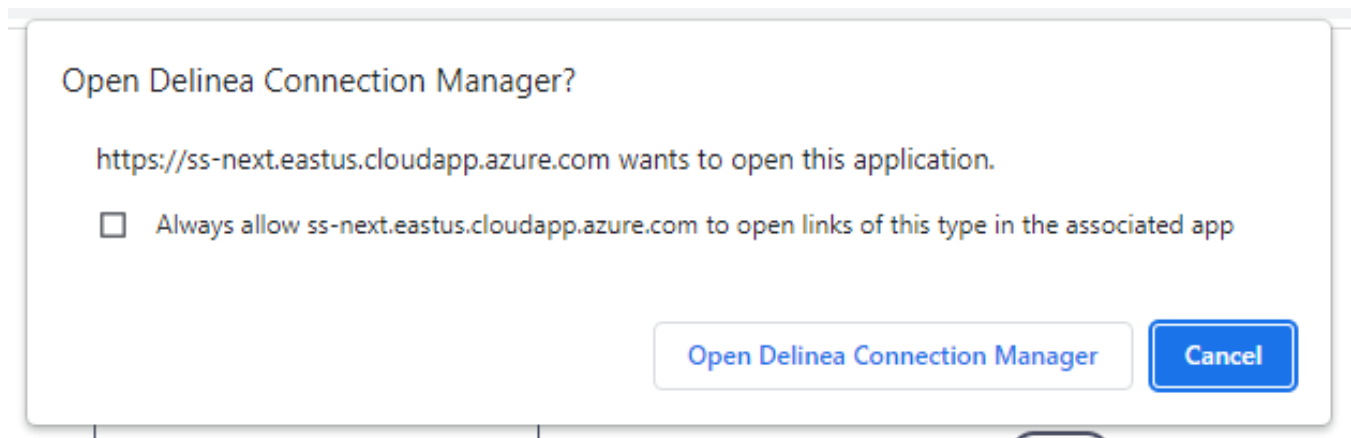 Open Delinea Connection Manager?
https://ss-next.eastus.cloudapp.azure.com wants to open this application.
Always allow ss-next.eastus.cloudapp.azure.com to open links of this type in the associated app
Open Delinea Connection Manager
Cancel